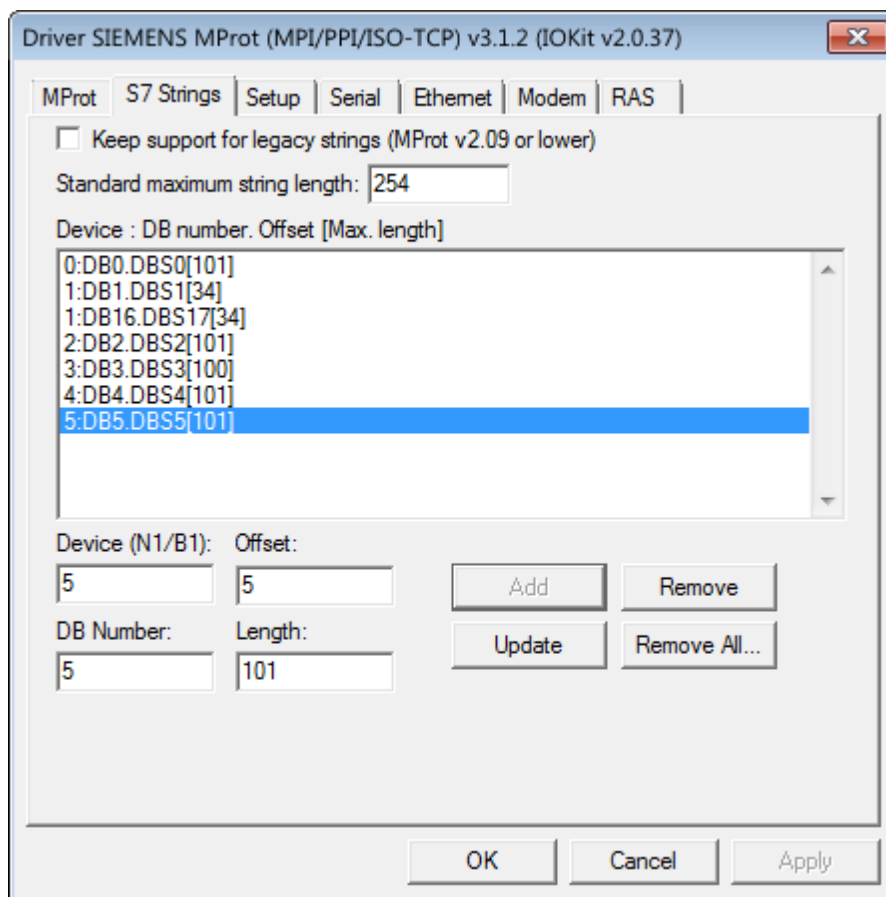 Driver SIEMENS MProt (MPI/PPI/ISO-TCP) v3.1.2 (IOKit v2.0.37)
MProt S7 Strings Setup Serial Ethernet Modem RAS
Keep support for legacy strings (MProt v2.09 or lower)
Standard maximum string length: 254
Device : DB number. Offset [Max. length]
0:DB0.DBS0[101]
1:DB1.DBS1[34]
1:DB16.DBS17[34]
2:DB2.DBS2[101]
3:DB3.DBS3[100]
4:DB4.DBS4[101]
5:DB5.DBS5[101]
Device (N1/B1): Offset:
5 5 Add Remove
DB Number: Length:
5 101 Update Remove All...
OK Cancel Apply